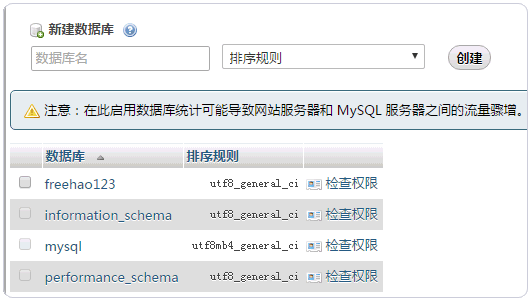 新建数据库
数据库名
排序规则
创建
注意：在此启用数据库统计可能导致网站服务器和 MySQL 服务器之间的流量骤增。
数据库 排序规则
freehao123 utf8_general_ci 检查权限
information_schema utf8_general_ci 检查权限
mysql utf8mb4_general_ci 检查权限
performance_schema utf8_general_ci 检查权限